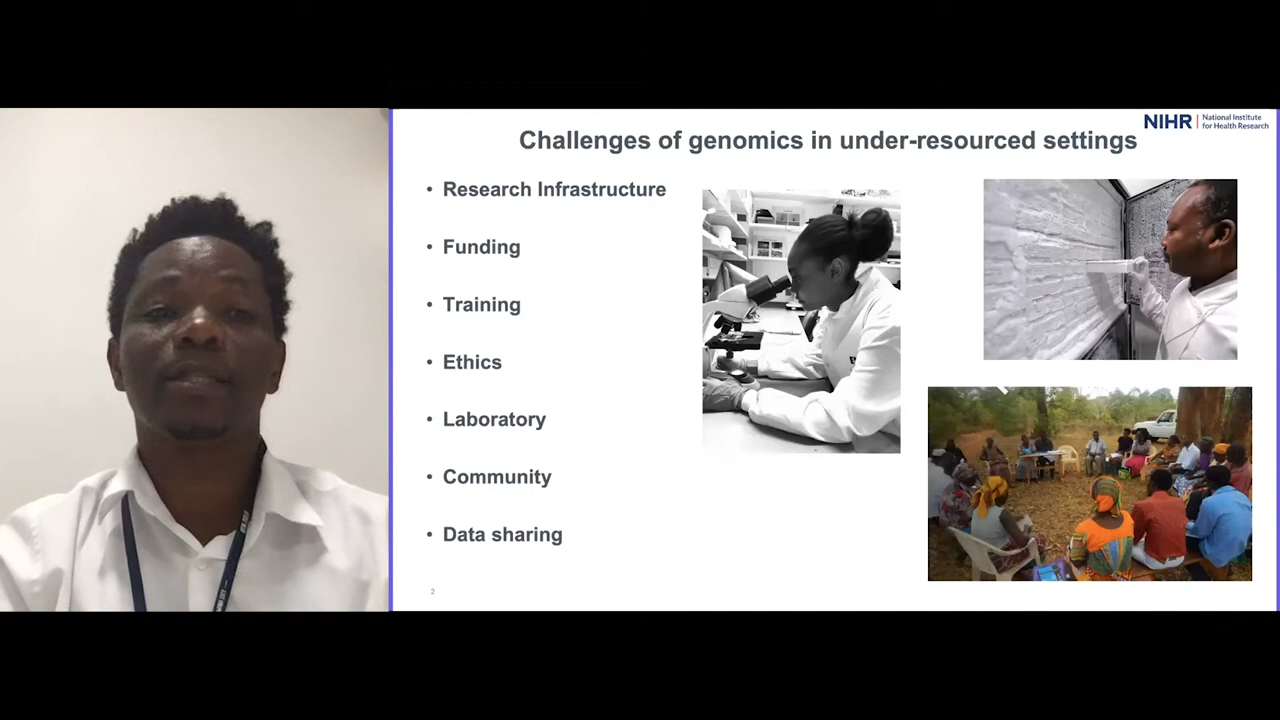 NIHR | National Institute
for Health Research
Challenges of genomics in under-resourced settings
• Research Infrastructure
• Funding
• Training
• Ethics
• Laboratory
• Community
• Data sharing
2